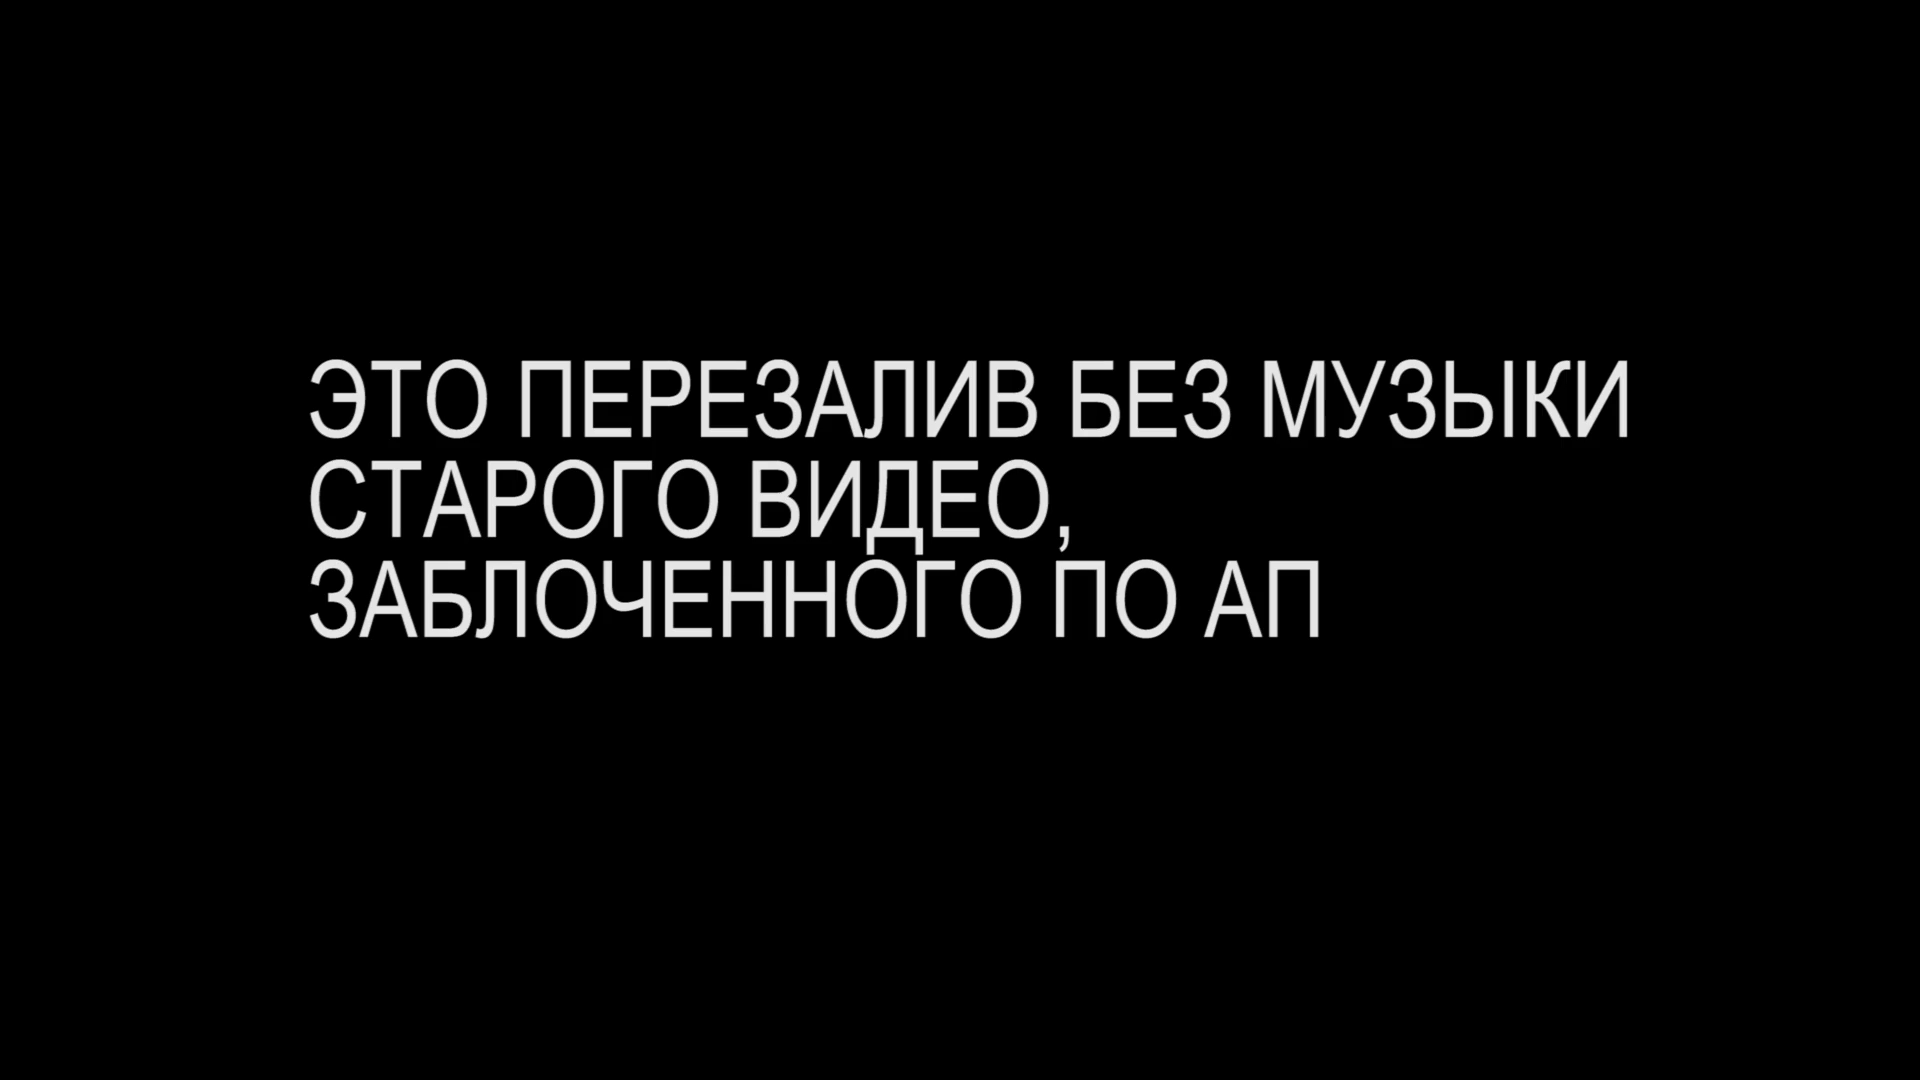 ЭТО ПЕРЕЗАЛИВ БЕЗ МУЗЫКИ
СТАРОГО ВИДЕО,
ЗАБЛОЧЕННОГО ПО АП